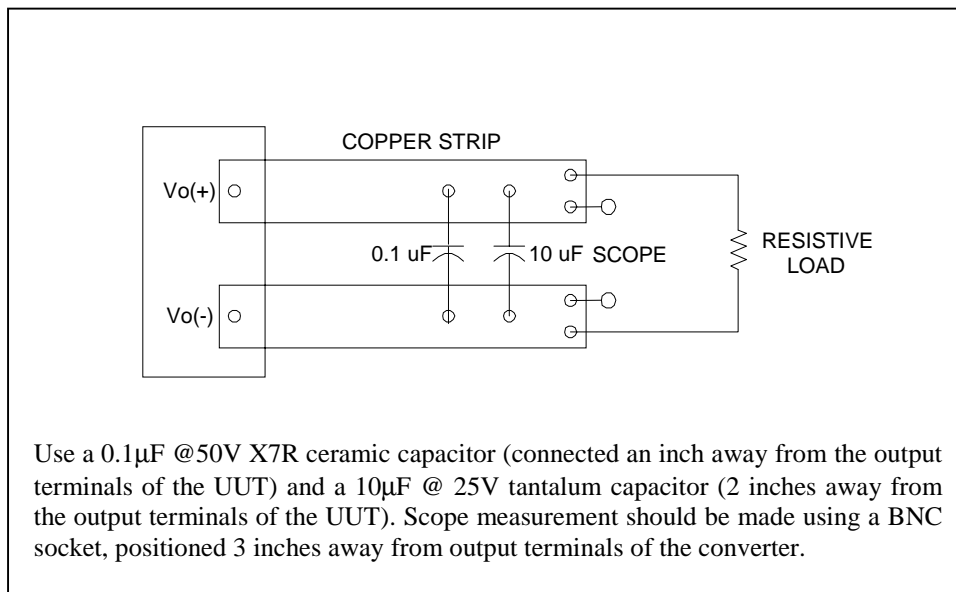 COPPER STRIP
Vo(+)
0.1 uF
10 uF
SCOPE
RESISTIVE
LOAD
Vo(-)
Use a 0.1μF @50V X7R ceramic capacitor (connected an inch away from the output
terminals of the UUT) and a 10μF @ 25V tantalum capacitor (2 inches away from
the output terminals of the UUT). Scope measurement should be made using a BNC
socket, positioned 3 inches away from output terminals of the converter.